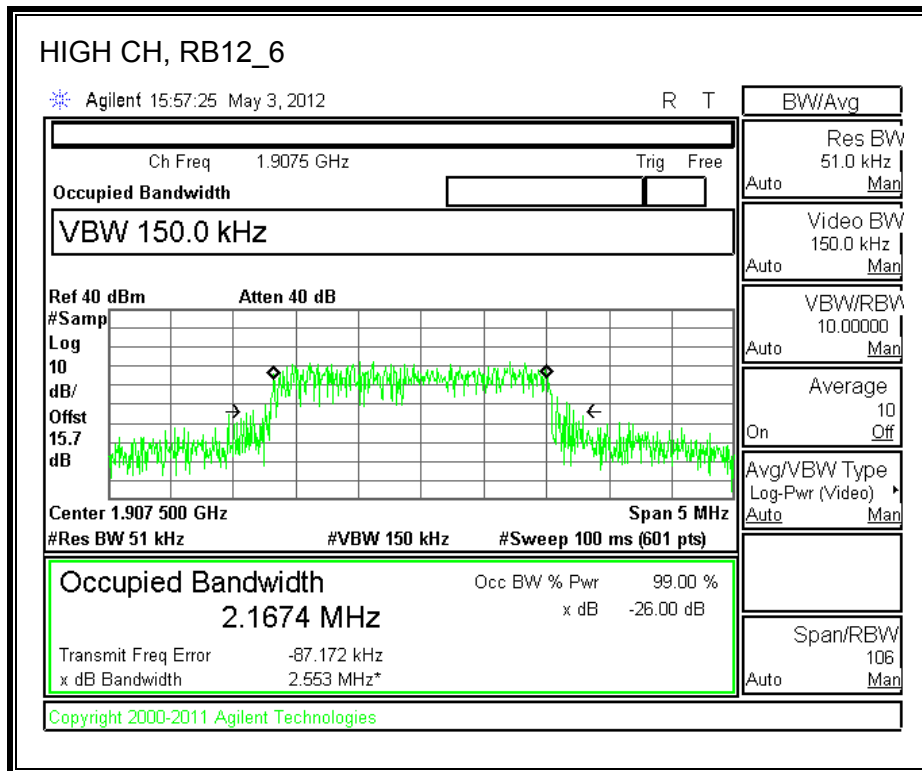 HIGH CH, RB12_6
Agilent 15:57:25 May 3, 2012 R T
BW/Avg
Ch Freq 1.9075 GHz Trig Free
Occupied Bandwidth
VBW 150.0 kHz
Ref 40 dBm Atten 40 dB
#Samp
Log
10
dB/
Offst
15.7
dB
Center 1.907 500 GHz Span 5 MHz
#Res BW 51 kHz #VBW 150 kHz #Sweep 100 ms (601 pts)
Occupied Bandwidth
2.1674 MHz
Occ BW % Pwr 99.00 %
x dB -26.00 dB
Transmit Freq Error -87.172 kHz
x dB Bandwidth 2.553 MHz*
Copyright 2000-2011 Agilent Technologies
Res BW
51.0 kHz
Auto Man
Video BW
150.0 kHz
Auto Man
VBW/RBW
10.00000
Auto Man
Average
10
On Off
Avg/VBW Type
Log-Pwr (Video)
Auto Man
Span/RBW
106
Auto Man